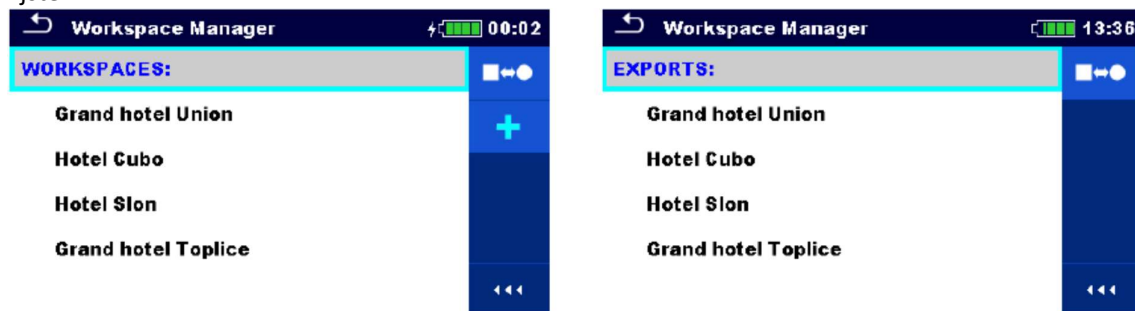 Workspace Manager 00:02
WORKSPACES:
Grand hotel Union
Hotel Cubo
Hotel Slon
Grand hotel Toplice
Workspace Manager 13:36
EXPORTS:
Grand hotel Union
Hotel Cubo
Hotel Slon
Grand hotel Toplice